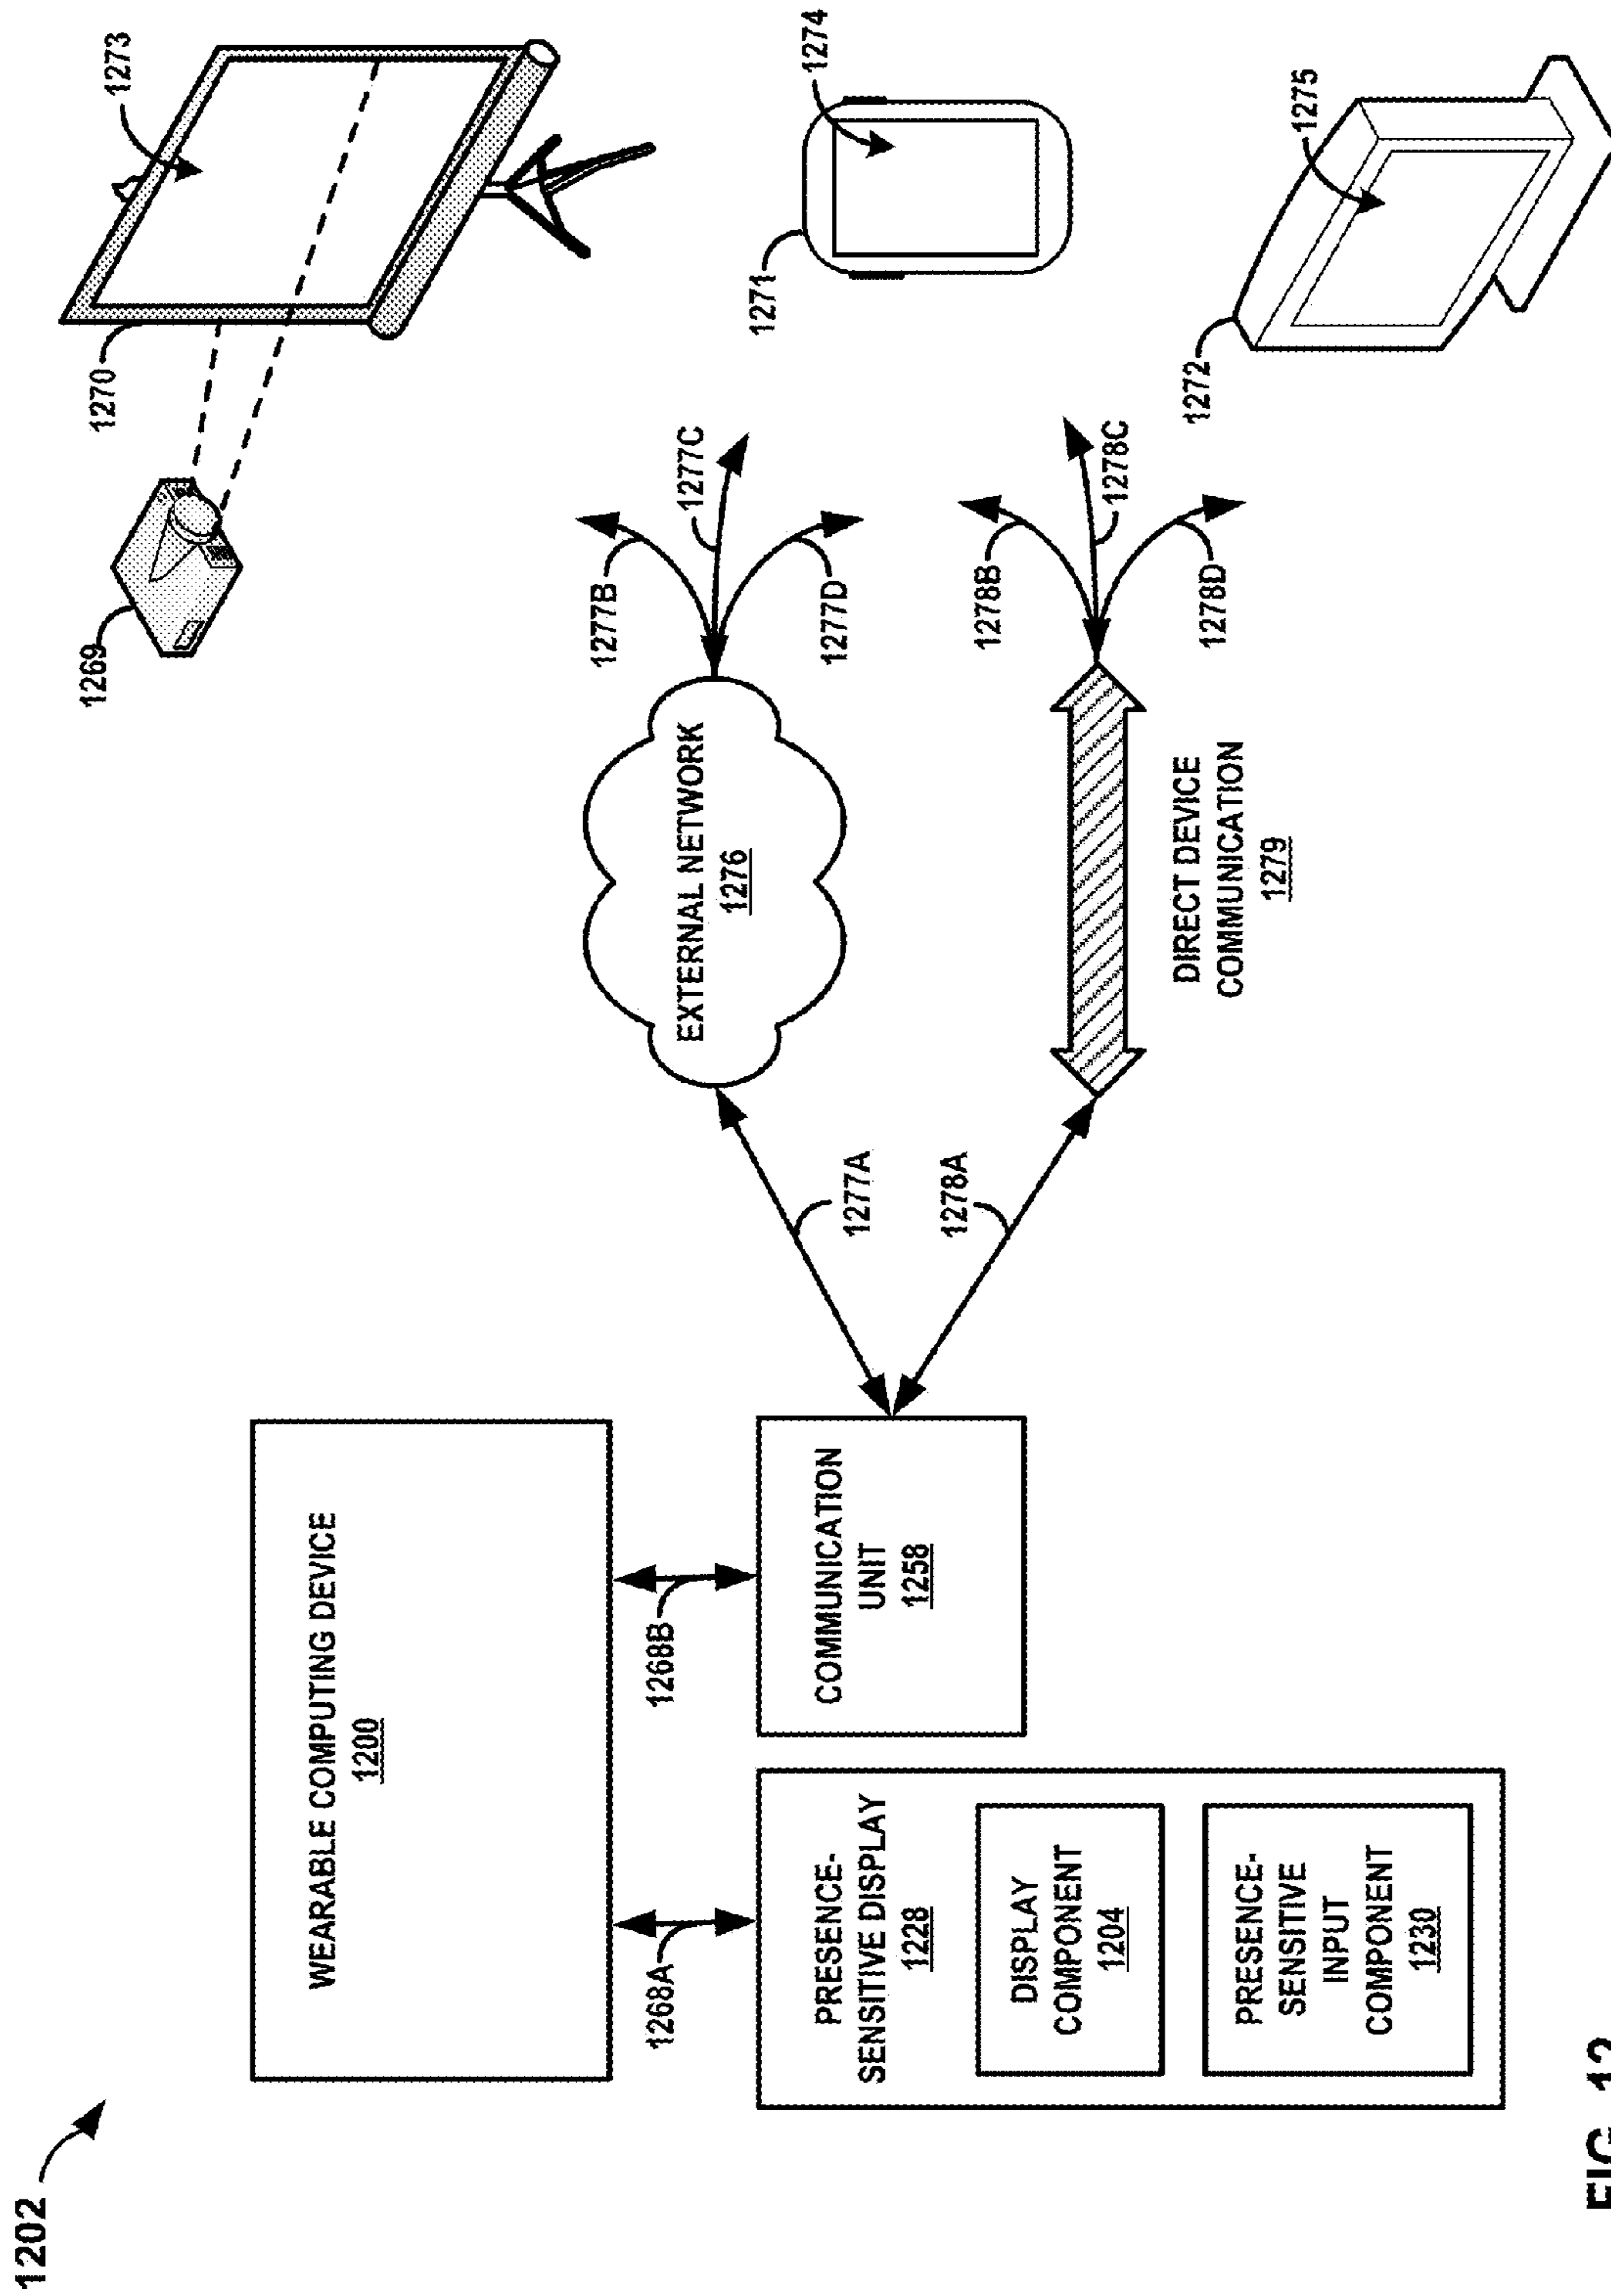 1202
WEARABLE COMPUTING DEVICE
1200
1268A
1268B
PRESENCE-
SENSITIVE DISPLAY
1228
DISPLAY
COMPONENT
1204
PRESENCE-
SENSITIVE
INPUT
COMPONENT
1230
COMMUNICATION
UNIT
1258
1277A
1278A
EXTERNAL NETWORK
1276
DIRECT DEVICE
COMMUNICATION
1279
1277B
1277C
1277D
1278B
1278C
1278D
1269
1270
1273
1271
1274
1272
1275
FIG. 12